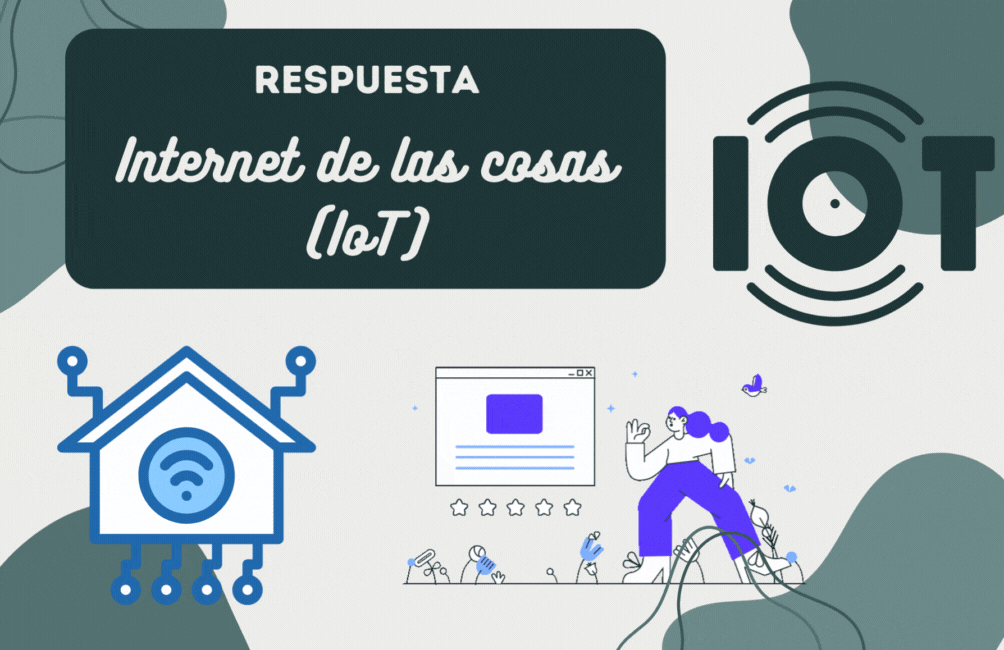 RESPUESTA
Internet de las cosas
(IoT)
IOT